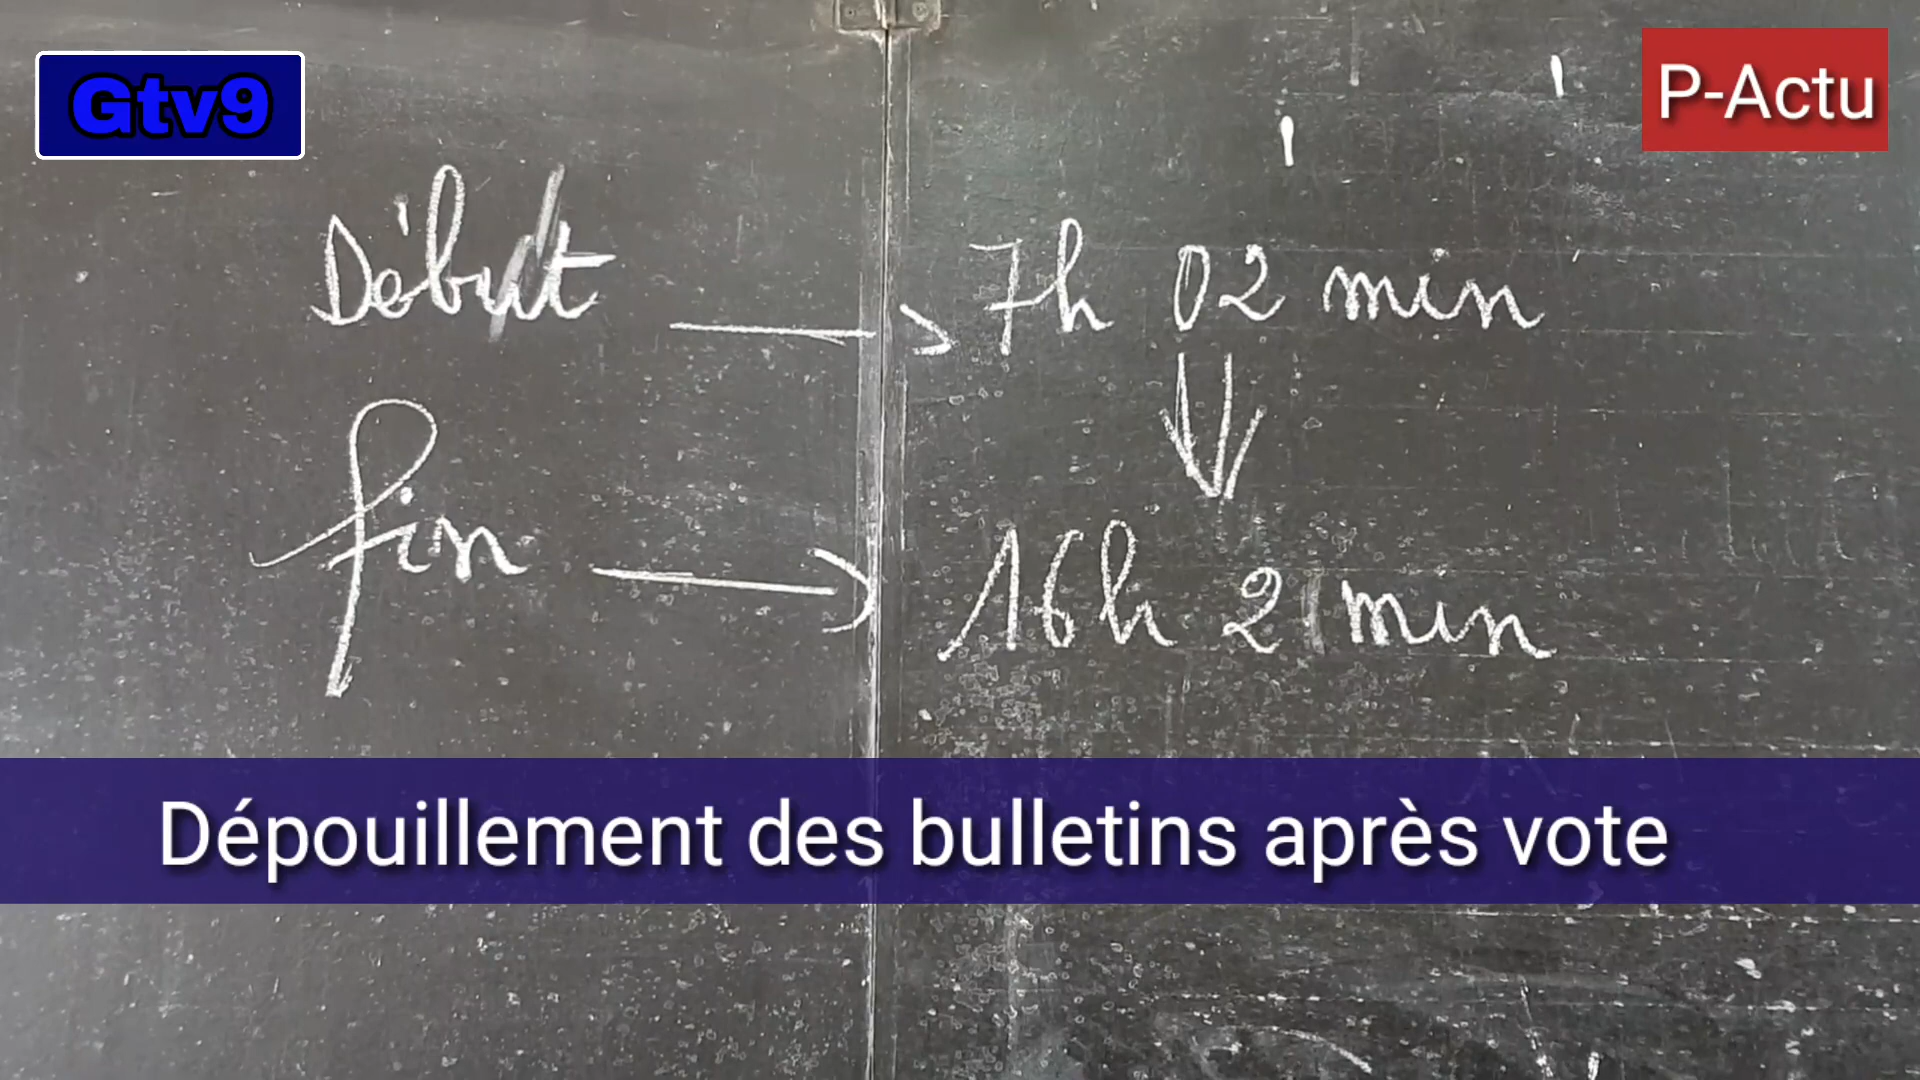 Gtv9
P-Actu
Début → 7h 02 min
fin → 16h 2 min
Dépouillement des bulletins après vote